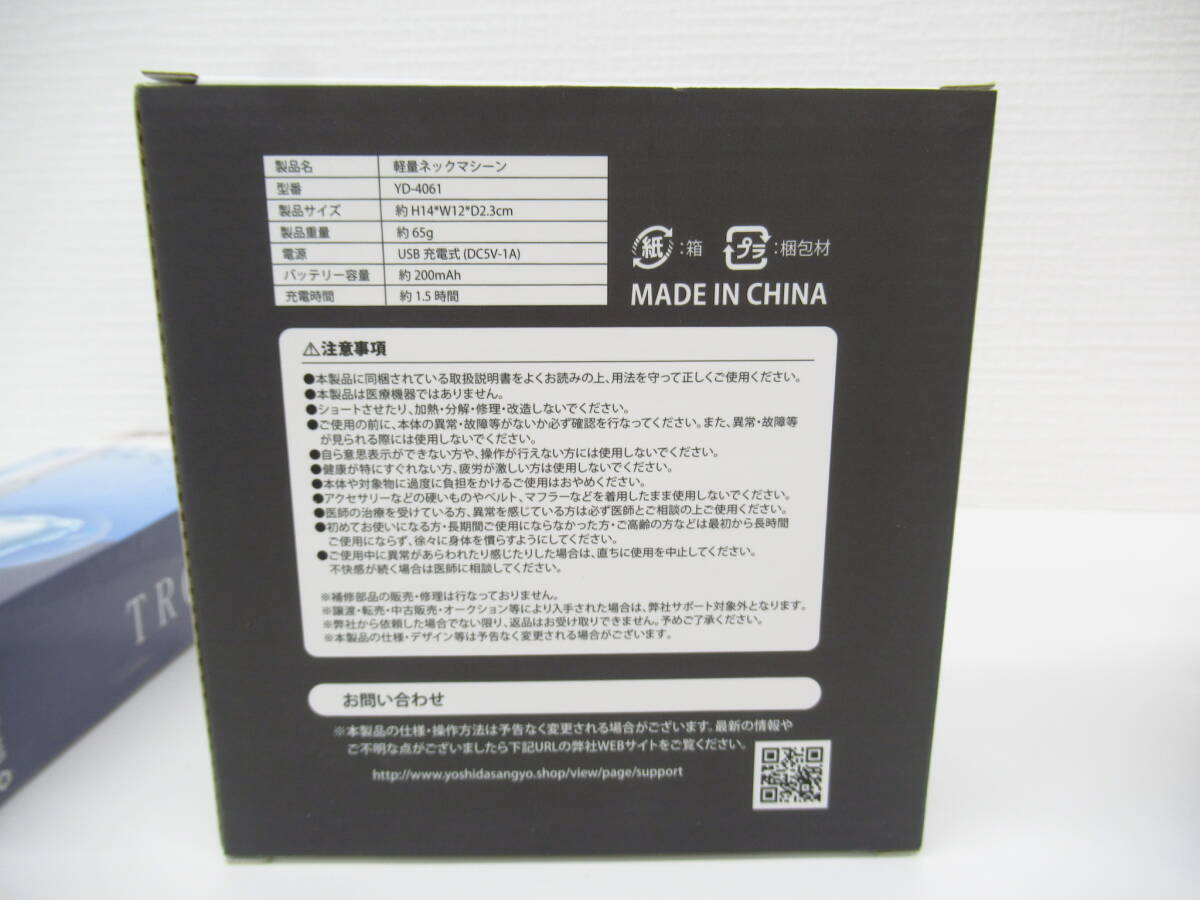 製品名 軽量ネックマシーン
型番 YD-4061
製品サイズ 約 H14*W12*D2.3cm
製品重量 約 65g
電源 USB 充電式 (DC5V-1A)
バッテリー容量 約 200mAh
充電時間 約 1.5 時間
紙 :箱 プラ :梱包材
MADE IN CHINA
⚠注意事項
●本製品に同梱されている取扱説明書をよくお読みの上、用法を守って正しくご使用ください。
●本製品は医療機器ではありません。
●ショートさせたり、加熱・分解・修理・改造しないでください。
●ご使用の前に、本体の異常・故障等がないか必ず確認を行なってください。また、異常・故障等
が見られる際には使用しないでください。
●自ら意思表示ができない方や、操作が行えない方には使用しないでください。
●健康が特にすぐれない方、疲労が激しい方は使用しないでください。
●本体や対象物に過度に負担をかけるご使用はおやめください。
●アクセサリーなどの硬いものやベルト、マフラーなどを着用したまま使用しないでください。
●医師の治療を受けている方、異常を感じている方は必ず医師とご相談の上ご使用ください。
●初めてお使いになる方・長期間ご使用にならなかった方・ご高齢の方などは最初から長時間
ご使用にならず、徐々に身体を慣らすようにしてください。
●ご使用中に異常があらわれたり感じたりした場合は、直ちに使用を中止してください。
不快感が続く場合は医師に相談してください。
※補修部品の販売・修理は行なっておりません。
※譲渡・転売・中古販売・オークション等により入手された場合は、弊社サポート対象外となります。
※弊社から依頼した場合でない限り、返品はお受け取りできません。予めご了承ください。
※本製品の仕様・デザイン等は予告なく変更される場合がございます。
お問い合わせ
※本製品の仕様・操作方法は予告なく変更される場合がございます。最新の情報や
ご不明な点がございましたら下記URLの弊社WEBサイトをご覧ください。
http://www.yoshidasangyo.shop/view/page/support